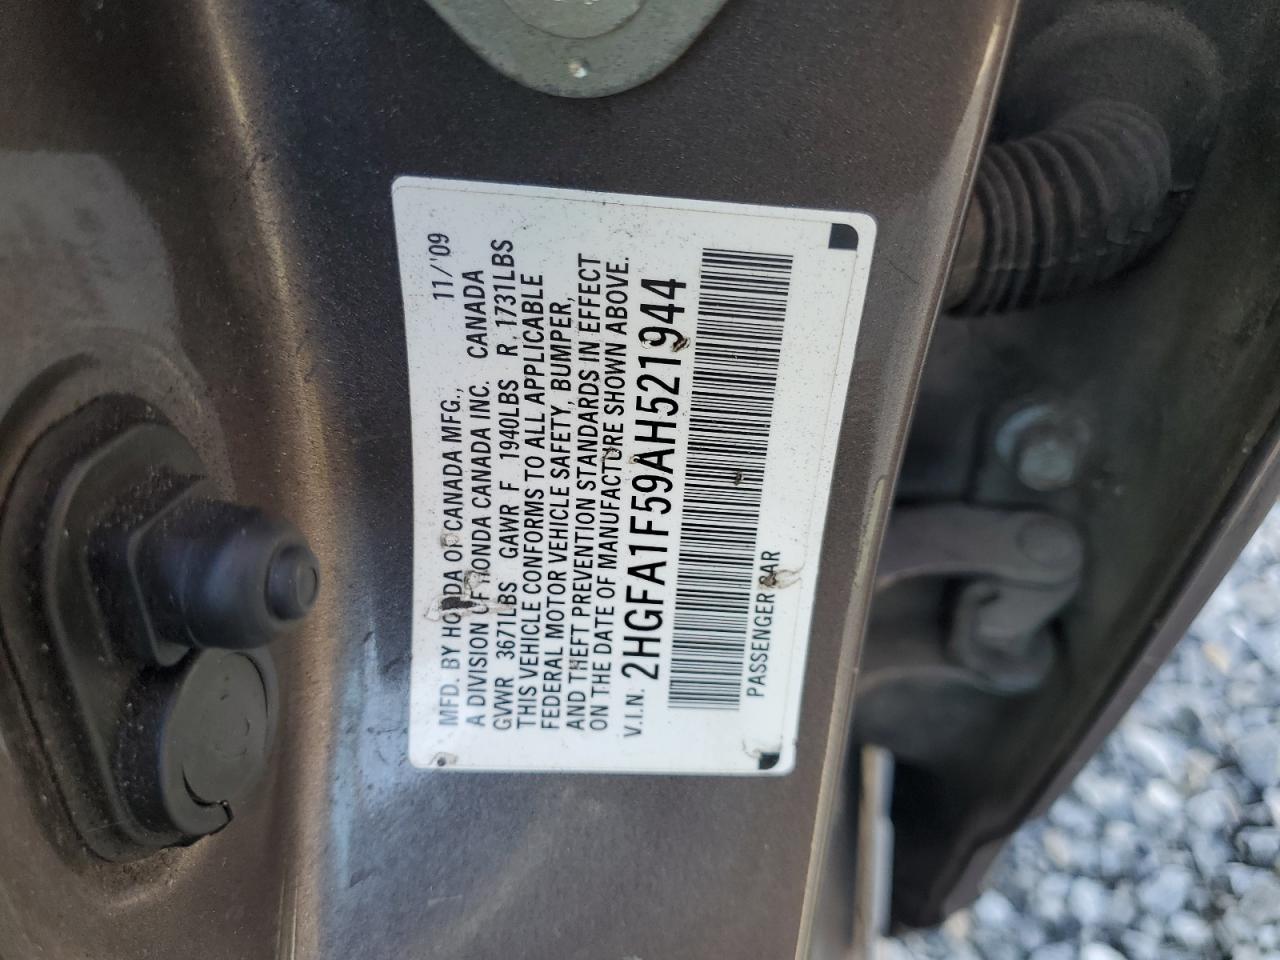 MFD. BY HONDA OF CANADA MFG., 11/'09
A DIVISION OF HONDA CANADA INC. CANADA
GVWR 3671LBS GAWR F 1940LBS R 1731LBS
THIS VEHICLE CONFORMS TO ALL APPLICABLE
FEDERAL MOTOR VEHICLE SAFETY, BUMPER,
AND THEFT PREVENTION STANDARDS IN EFFECT
ON THE DATE OF MANUFACTURE SHOWN ABOVE.
V.I.N. 2HGFA1F59AH521944
PASSENGER CAR